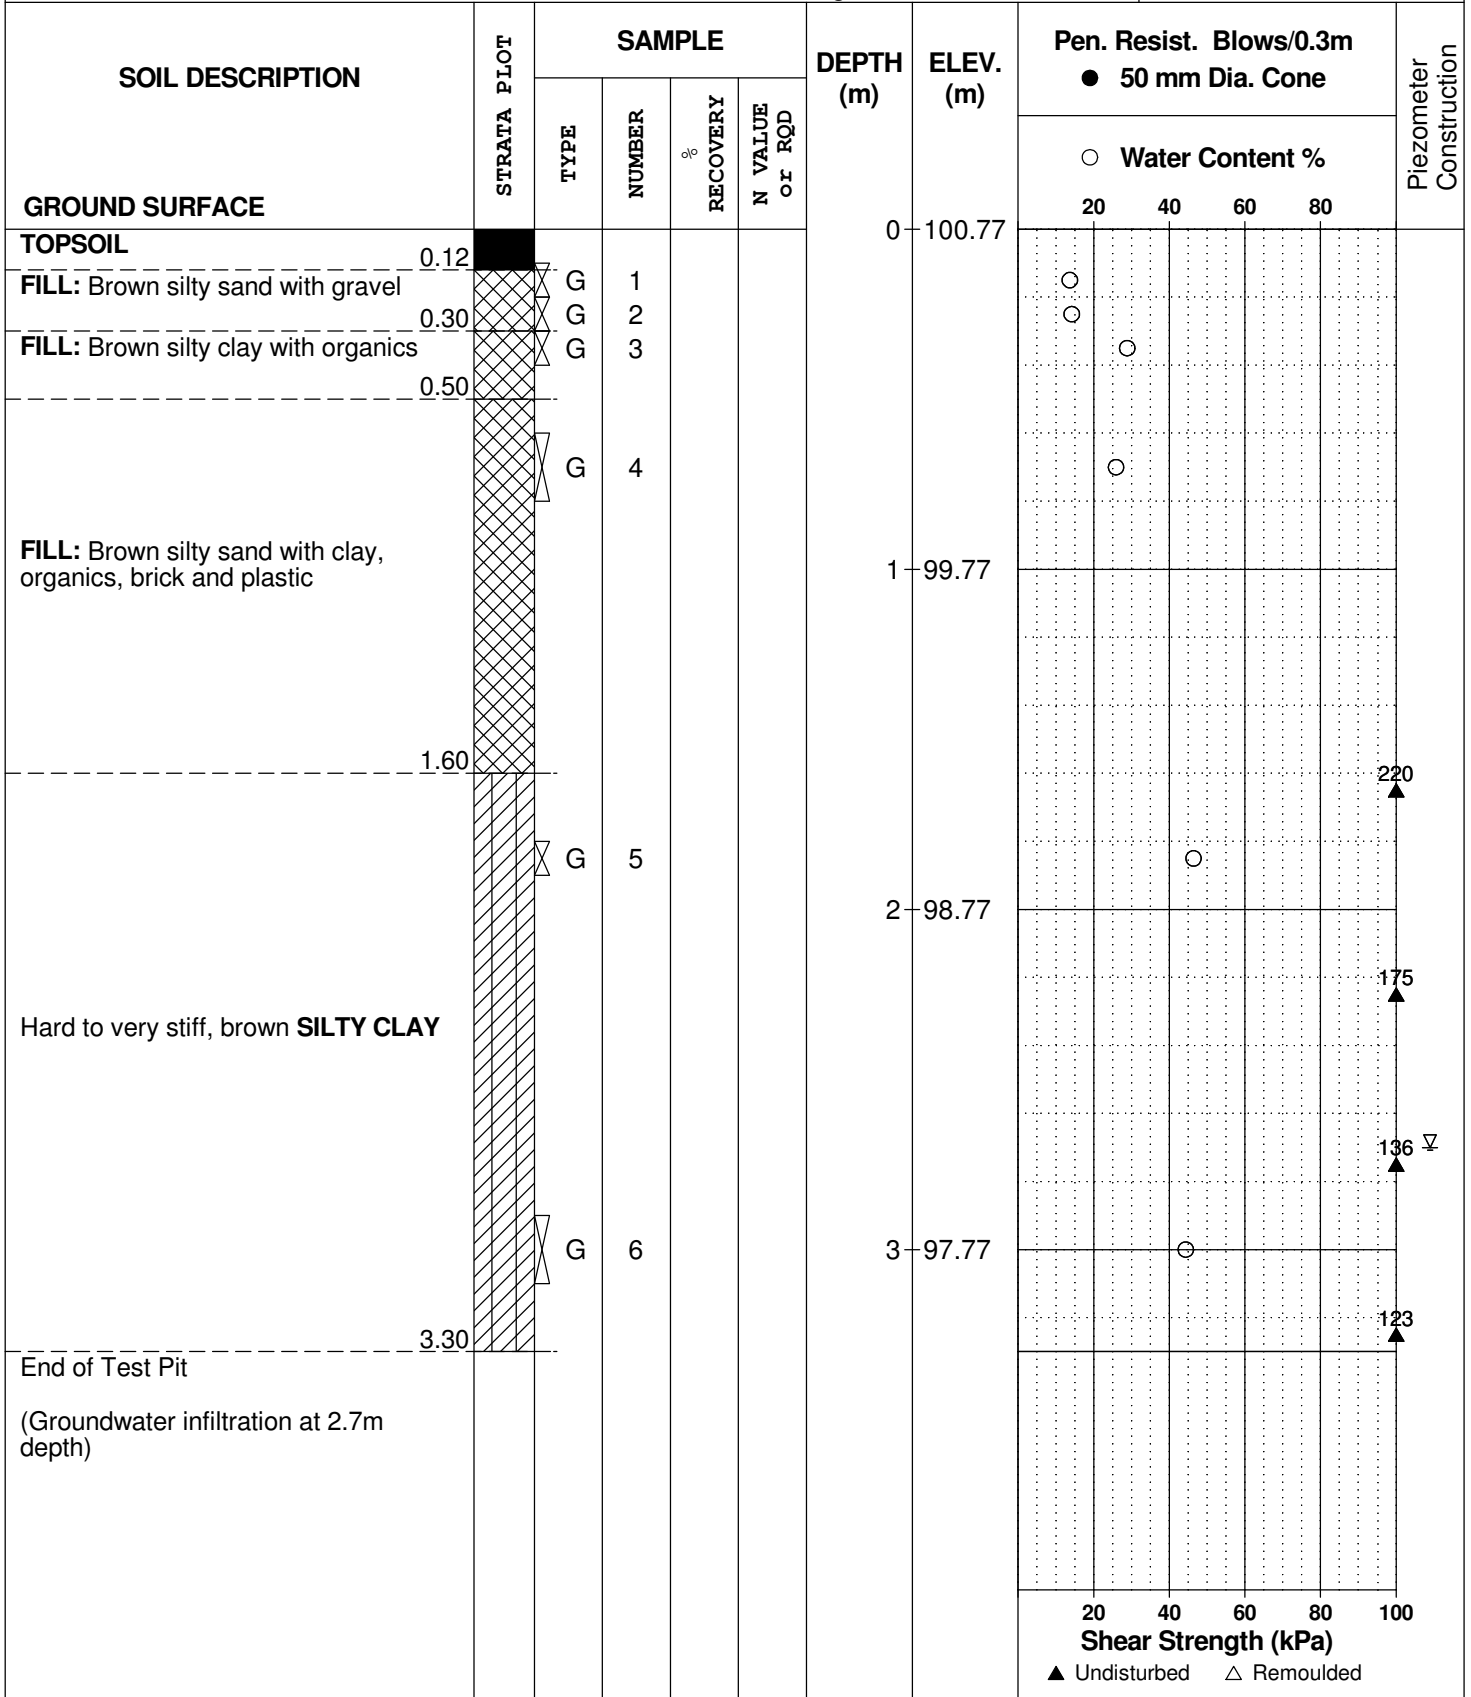 SOIL DESCRIPTION
GROUND SURFACE
STRATA PLOT
SAMPLE
TYPE
NUMBER
%
RECOVERY
N VALUE
or RQD
DEPTH
(m)
ELEV.
(m)
Pen. Resist. Blows/0.3m
● 50 mm Dia. Cone
○ Water Content %
20 40 60 80
Piezometer
Construction
0 100.77
TOPSOIL
0.12
FILL: Brown silty sand with gravel
G 1
0.30
G 2
FILL: Brown silty clay with organics
G 3
0.50
G 4
FILL: Brown silty sand with clay,
organics, brick and plastic
1 99.77
1.60
220
G 5
2 98.77
175
Hard to very stiff, brown SILTY CLAY
136
G 6
3 97.77
123
3.30
End of Test Pit
(Groundwater infiltration at 2.7m
depth)
20 40 60 80 100
Shear Strength (kPa)
▲ Undisturbed △ Remoulded